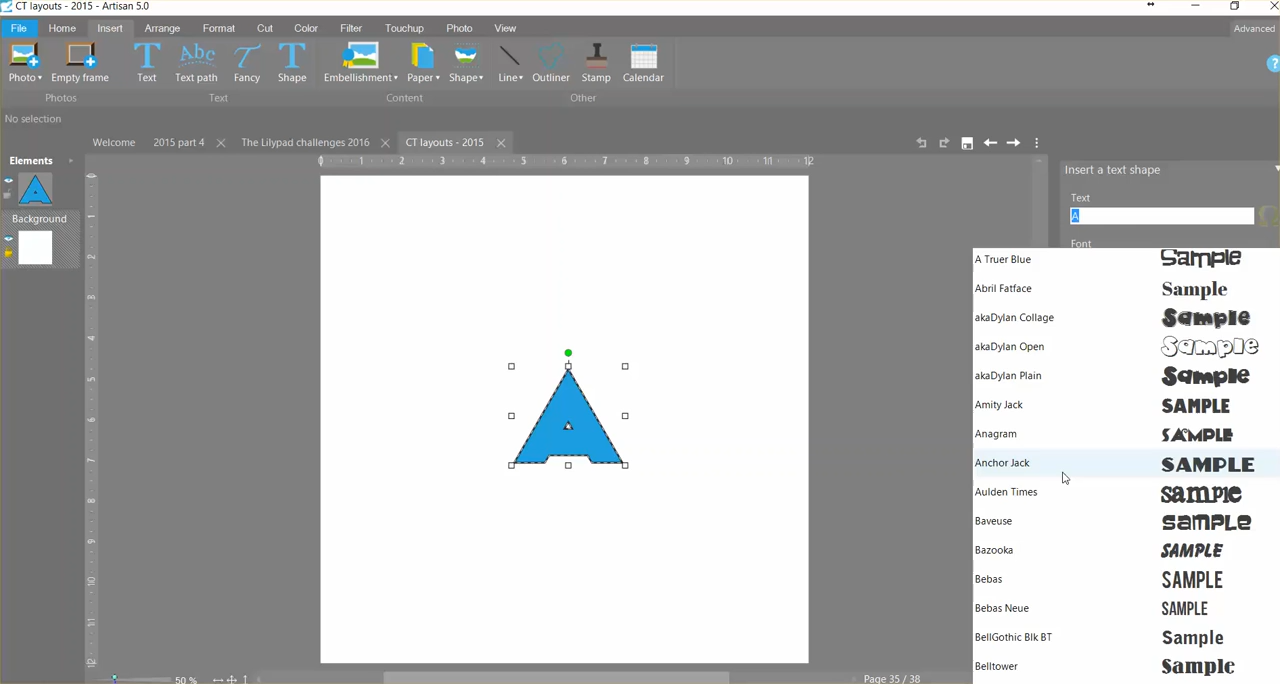 CT layouts - 2015 - Artisan 5.0
File Home Insert Arrange Format Cut Color Filter Touchup Photo View Advanced
Photo Empty frame Text Text path Fancy Shape Embellishment Paper Shape Line Outliner Stamp Calendar
Photos Text Content Other
No selection
Welcome 2015 part 4 The Lilypad challenges 2016 CT layouts - 2015
Elements
Background
Insert a text shape
Text
A
Font
A Truer Blue Sample
Abril Fatface Sample
akaDylan Collage Sample
akaDylan Open Sample
akaDylan Plain Sample
Amity Jack SAMPLE
Anagram SAMPLE
Anchor Jack SAMPLE
Aulden Times Sample
Baveuse Sample
Bazooka SAMPLE
Bebas SAMPLE
Bebas Neue SAMPLE
BellGothic Blk BT Sample
Belltower Sample
A
50 %
Page 35 / 38